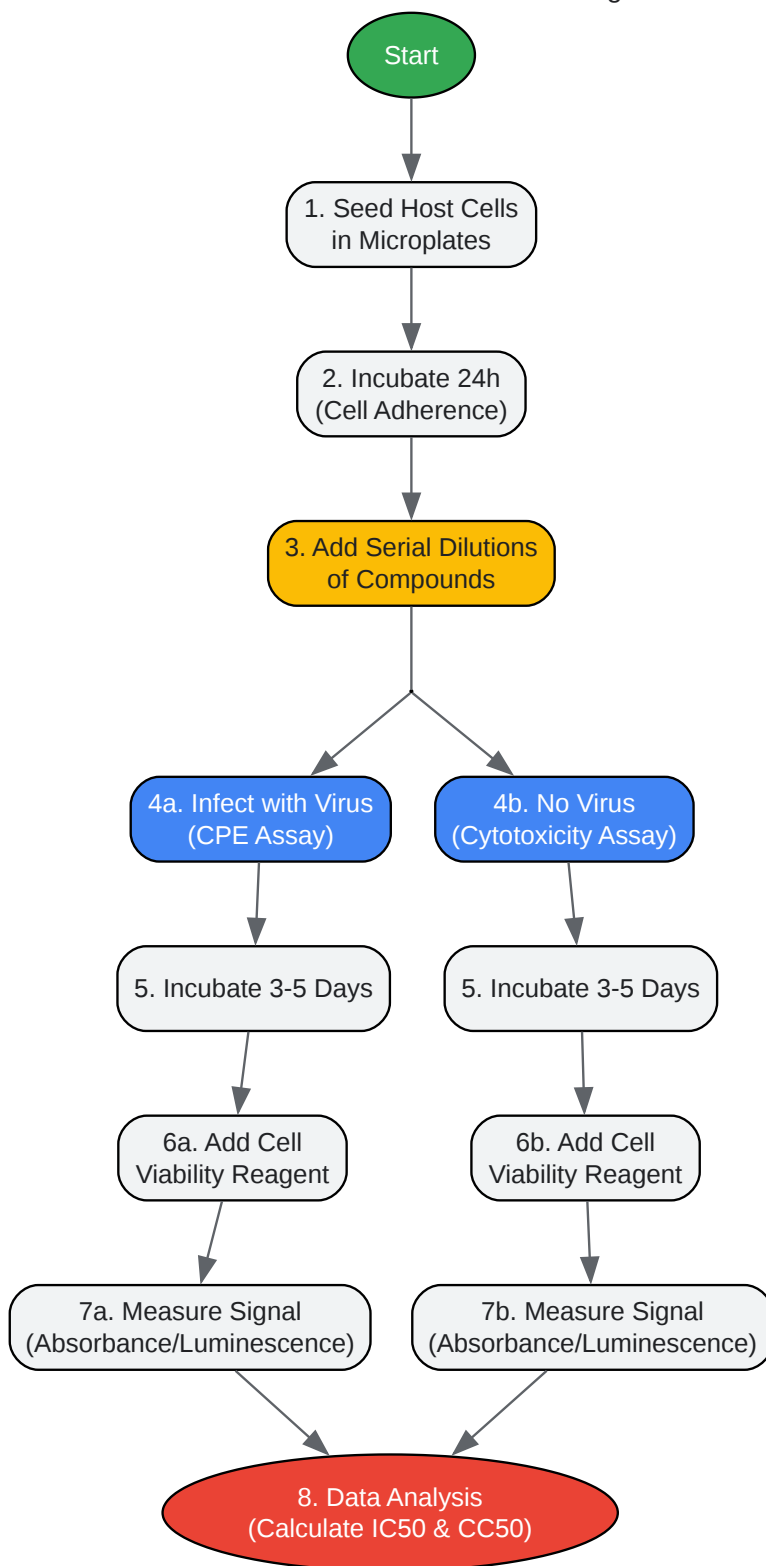 Start
1. Seed Host Cells
in Microplates
2. Incubate 24h
(Cell Adherence)
3. Add Serial Dilutions
of Compounds
4a. Infect with Virus
(CPE Assay)
4b. No Virus
(Cytotoxicity Assay)
5. Incubate 3-5 Days
5. Incubate 3-5 Days
6a. Add Cell
Viability Reagent
6b. Add Cell
Viability Reagent
7a. Measure Signal
(Absorbance/Luminescence)
7b. Measure Signal
(Absorbance/Luminescence)
8. Data Analysis
(Calculate IC50 & CC50)